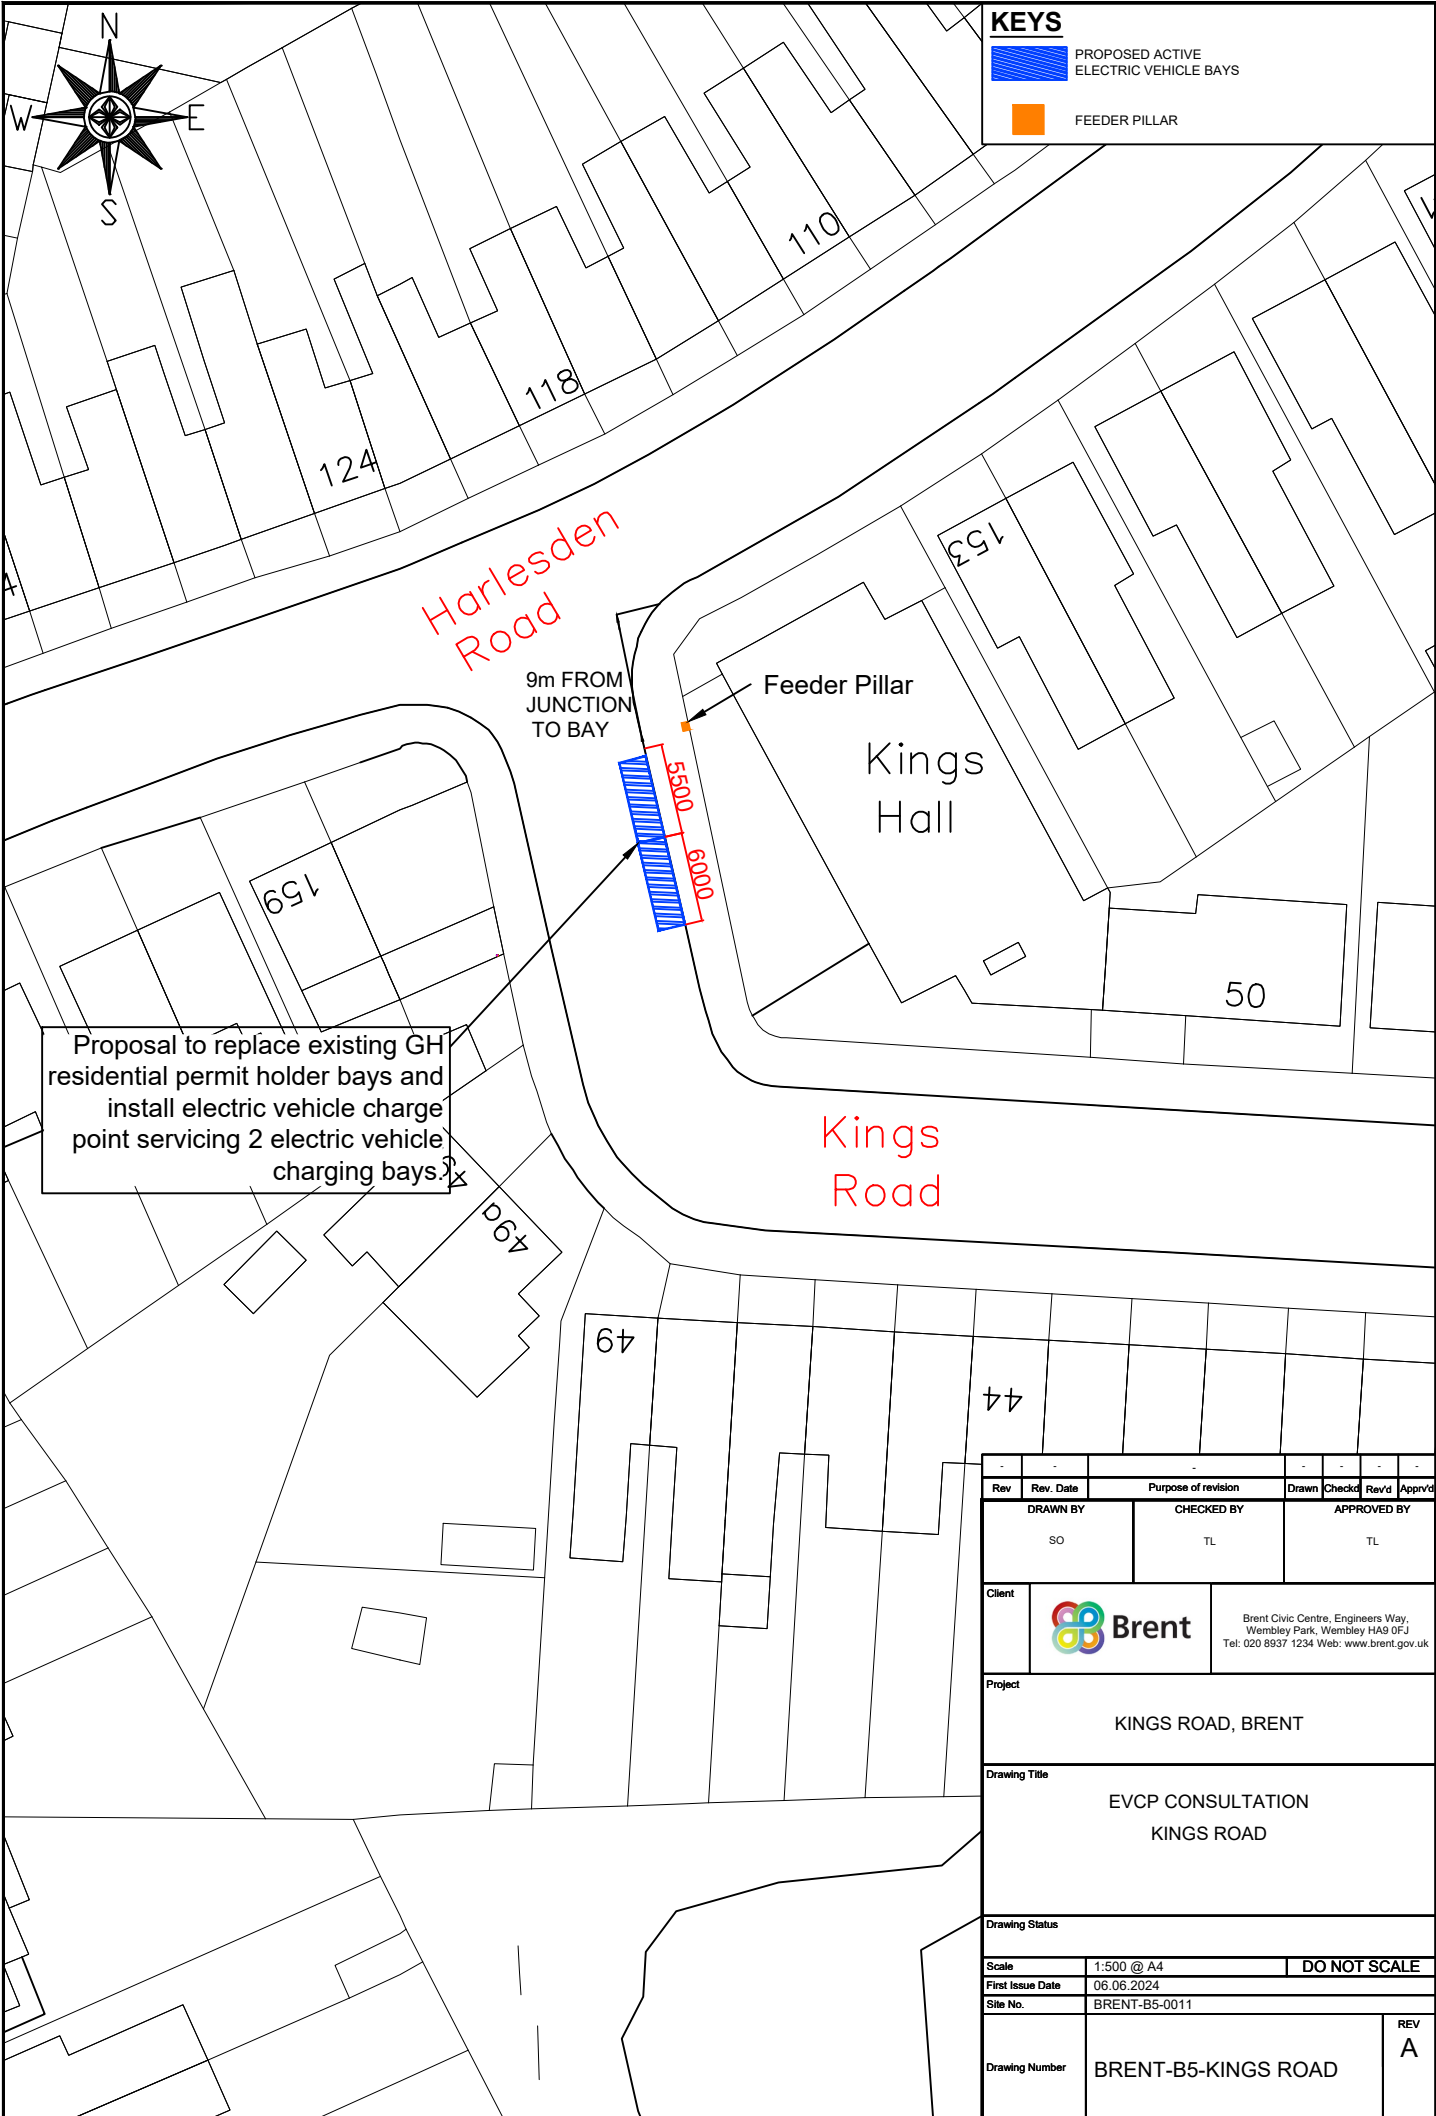 N
W
E
S
KEYS
PROPOSED ACTIVE
ELECTRIC VEHICLE BAYS
FEEDER PILLAR
110
118
124
153
Harlesden
Road
9m FROM
JUNCTION
TO BAY
Feeder Pillar
Kings
Hall
5500
6000
159
50
Proposal to replace existing GH
residential permit holder bays and
install electric vehicle charge
point servicing 2 electric vehicle
charging bays.
Kings
Road
49a
49
44
- - - - - - -
Rev Rev. Date Purpose of revision Drawn Checkd Rev'd Apprv'd
DRAWN BY CHECKED BY APPROVED BY
SO TL TL
Client
Brent
Brent Civic Centre, Engineers Way,
Wembley Park, Wembley HA9 0FJ
Tel: 020 8937 1234 Web: www.brent.gov.uk
Project
KINGS ROAD, BRENT
Drawing Title
EVCP CONSULTATION
KINGS ROAD
Drawing Status
Scale 1:500 @ A4 DO NOT SCALE
First Issue Date 06.06.2024
Site No. BRENT-B5-0011
Drawing Number BRENT-B5-KINGS ROAD
REV
A